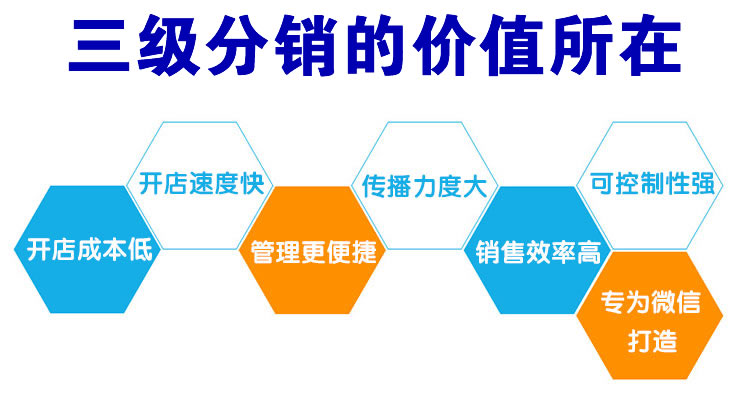 三级分销的价值所在
开店成本低
开店速度快
管理更便捷
传播力度大
销售效率高
可控制性强
专为微信
打造